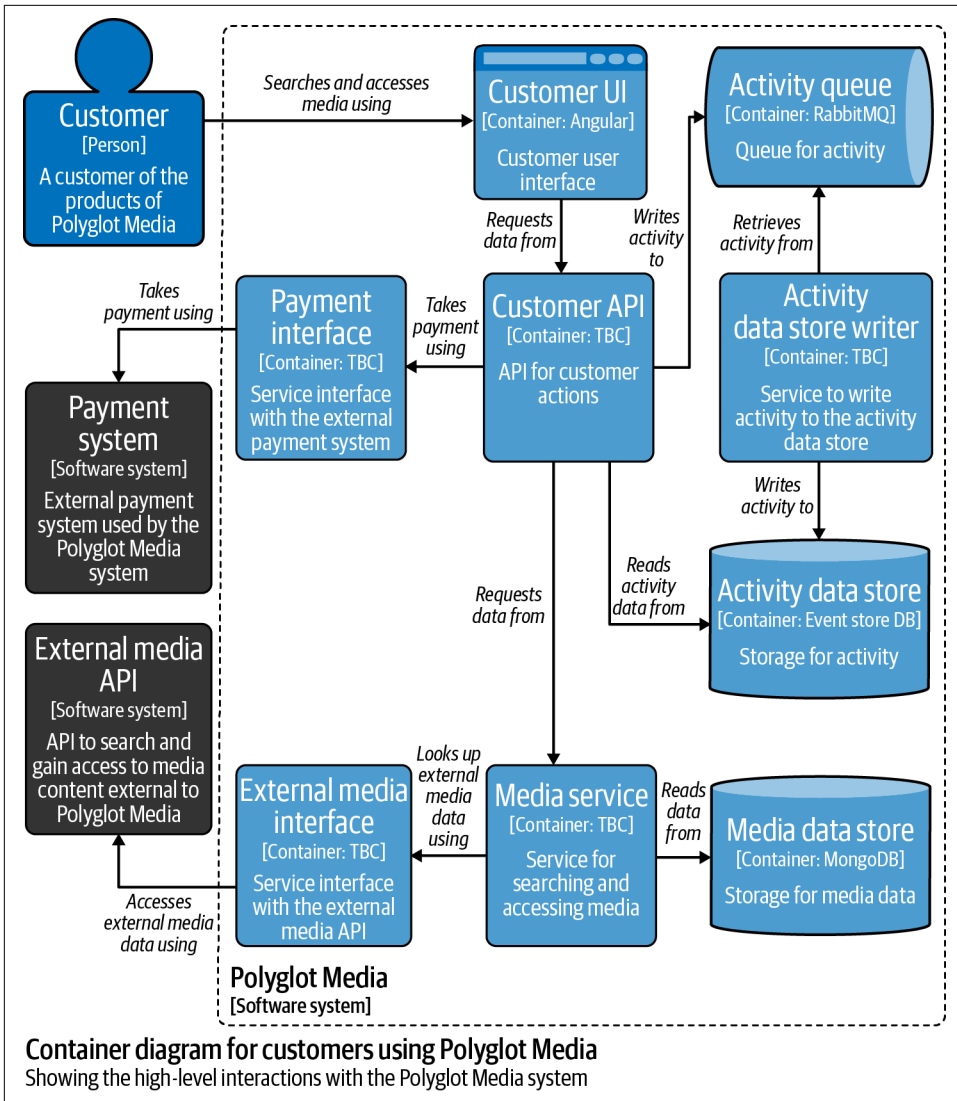 Customer
[Person]
A customer of the
products of
Polyglot Media
Searches and accesses
media using
Customer UI
[Container: Angular]
Customer user
interface
Activity queue
[Container: RabbitMQ]
Queue for activity
Requests
data from
Writes
activity
to
Retrieves
activity from
Takes
payment using
Payment
interface
[Container: TBC]
Service interface
with the external
payment system
Takes
payment
using
Customer API
[Container: TBC]
API for customer
actions
Activity
data store writer
[Container: TBC]
Service to write
activity to the activity
data store
Payment
system
[Software system]
External payment
system used by the
Polyglot Media
system
Writes
activity to
Requests
data from
Reads
activity
data from
Activity data store
[Container: Event store DB]
Storage for activity
External media
API
[Software system]
API to search and
gain access to media
content external to
Polyglot Media
Looks up
external
media
data
using
External media
interface
[Container: TBC]
Service interface
with the external
media API
Media service
[Container: TBC]
Service for
searching and
accessing media
Reads
data
from
Media data store
[Container: MongoDB]
Storage for media data
Accesses
external media
data using
Polyglot Media
[Software system]
Container diagram for customers using Polyglot Media
Showing the high-level interactions with the Polyglot Media system